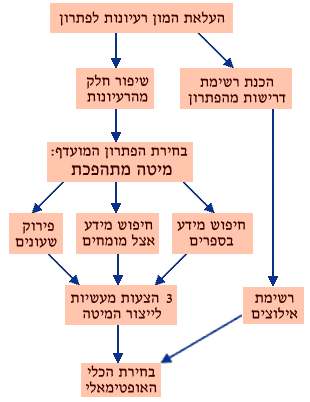 העלאת המון רעיונות לפתרון
הכנת רשימת
דרישות מהפתרון
שיפור חלק
מהרעיונות
בחירת הפתרון המועדף:
מיטה מתהפכת
חיפוש מידע
בספרים
חיפוש מידע
אצל מומחים
פירוק
שעונים
רשימת
אילוצים
3 הצעות מעשיות
לייצור המיטה
בחירת הכלי
האופטימאלי